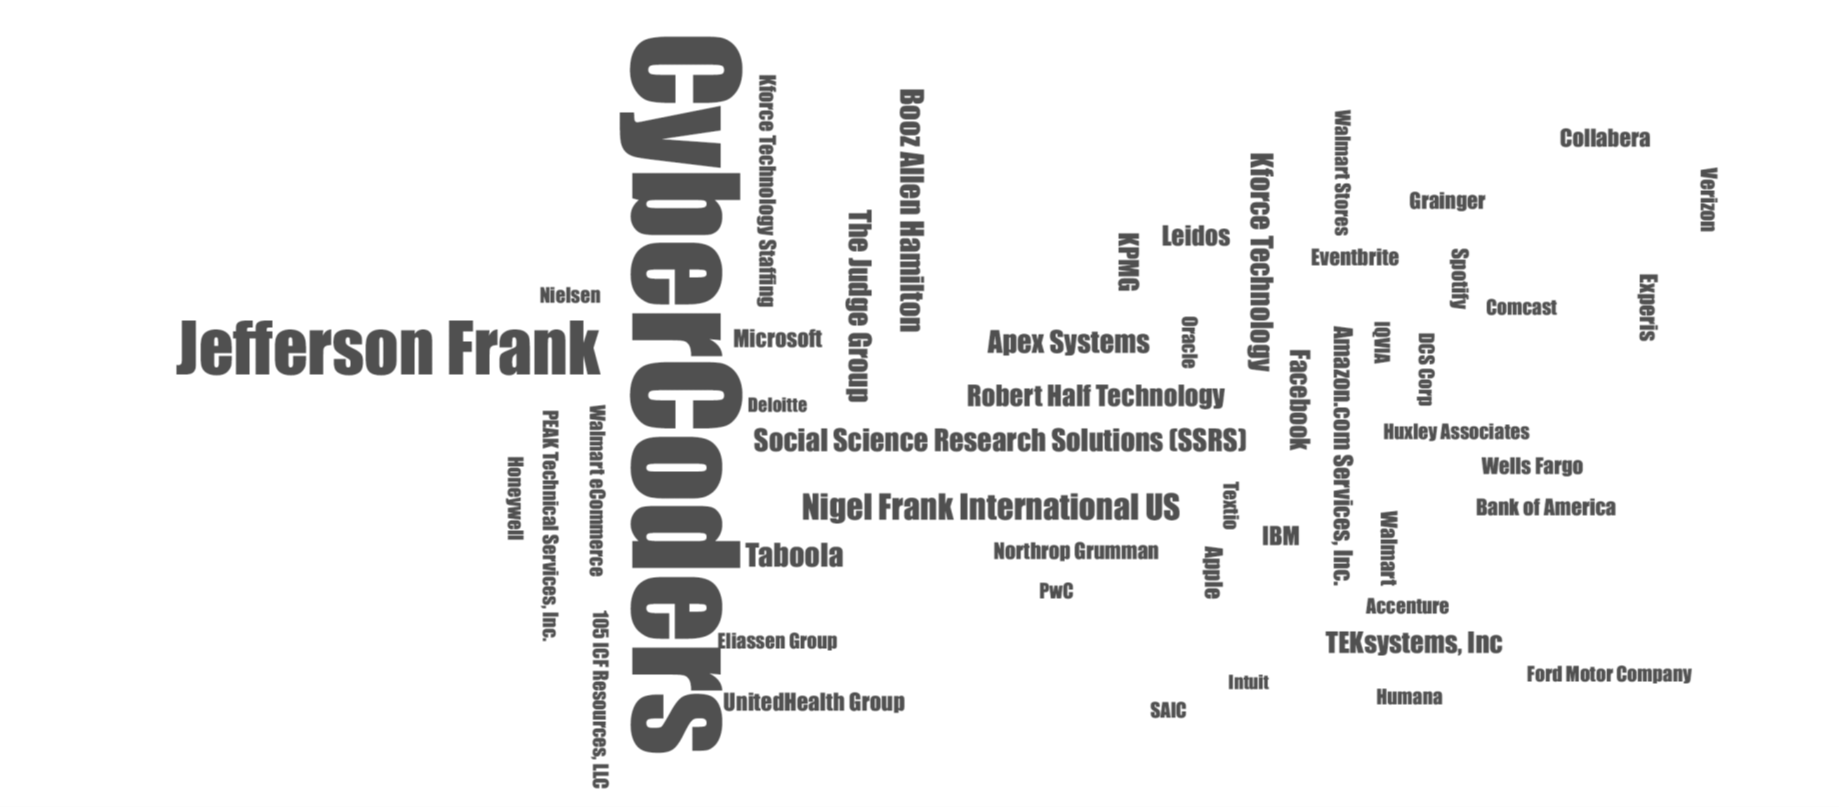 CyberCoders
Jefferson Frank
Nielsen
Honeywell
PEAK Technical Services, Inc.
Walmart eCommerce
105 ICF Resources, LLC
Kforce Technology Staffing
Microsoft
Deloitte
The Judge Group
Booz Allen Hamilton
Social Science Research Solutions (SSRS)
Nigel Frank International US
Taboola
Eliassen Group
UnitedHealth Group
Apex Systems
Robert Half Technology
Northrop Grumman
PwC
KPMG
Leidos
Oracle
Kforce Technology
Facebook
Textio
Apple
IBM
Intuit
SAIC
Walmart Stores
Eventbrite
Amazon.com Services, Inc.
IQVIA
DCS Corp
Grainger
Spotify
Comcast
Collabera
Verizon
Experis
Huxley Associates
Wells Fargo
Bank of America
Walmart
Accenture
TEKsystems, Inc
Ford Motor Company
Humana